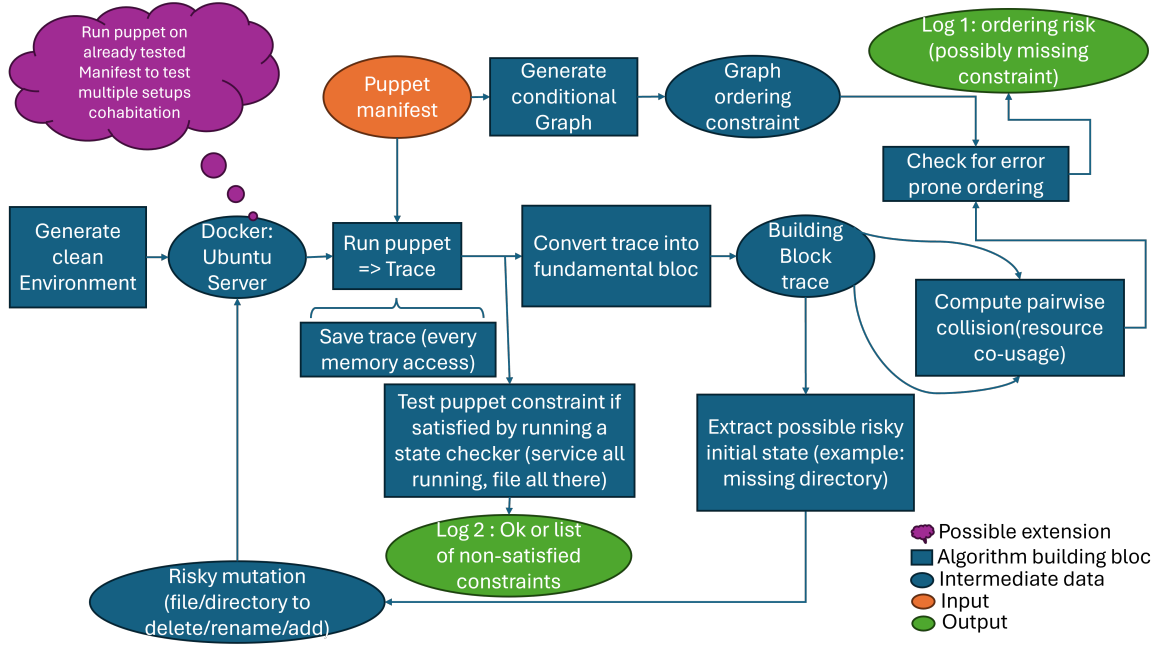 Run puppet on
already tested
Manifest to test
multiple setups
cohabitation
Puppet
manifest
Generate
conditional
Graph
Graph
ordering
constraint
Log 1: ordering risk
(possibly missing
constraint)
Check for error
prone ordering
Generate
clean
Environment
Docker:
Ubuntu
Server
Run puppet
=> Trace
Convert trace into
fundamental bloc
Building
Block
trace
Compute pairwise
collision(resource
co-usage)
Save trace (every
memory access)
Test puppet constraint if
satisfied by running a
state checker (service all
running, file all there)
Extract possible risky
initial state (example:
missing directory)
Log 2 : Ok or list
of non-satisfied
constraints
Risky mutation
(file/directory to
delete/rename/add)
Possible extension
Algorithm building bloc
Intermediate data
Input
Output